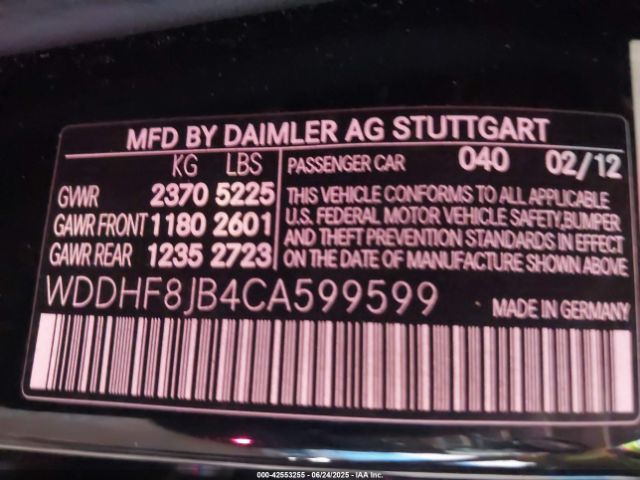 MFD BY DAIMLER AG STUTTGART
KG LBS
GVWR 2370 5225
GAWR FRONT 1180 2601
GAWR REAR 1235 2723
PASSENGER CAR 040 02/12
THIS VEHICLE CONFORMS TO ALL APPLICABLE
U.S. FEDERAL MOTOR VEHICLE SAFETY,BUMPER
AND THEFT PREVENTION STANDARDS IN EFFECT
ON THE DATE OF MANUFACTURE SHOWN ABOVE
WDDHF8JB4CA599599 MADE IN GERMANY
000-42553255 - 06/24/2025 - IAA Inc.